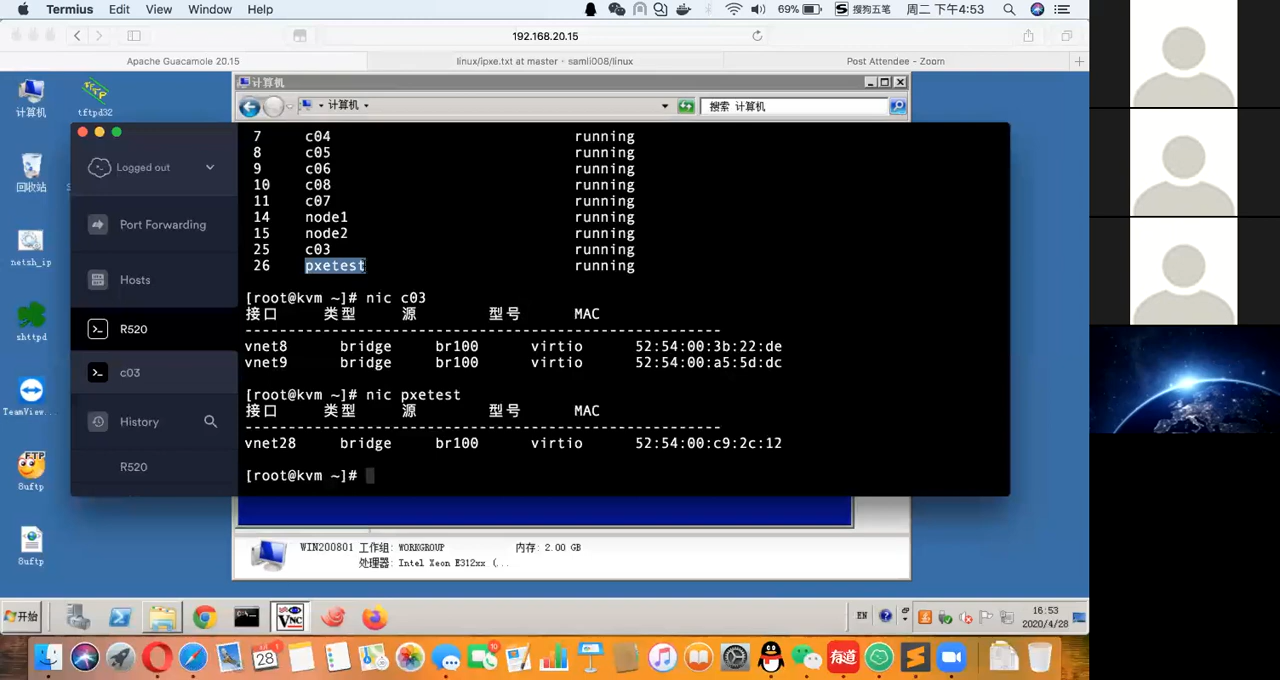 Termius Edit View Window Help
69% 搜狗五笔 周二 下午4:53
192.168.20.15
Apache Guacamole 20.15
linux/ipxe.txt at master · samli008/linux
Post Attendee - Zoom
计算机
tftpd32
计算机
计算机
搜索 计算机
Logged out
Port Forwarding
Hosts
R520
c03
History
R520
回收站
netsh_ip
shttpd
TeamView...
8uftp
8uftp
7 c04 running
8 c05 running
9 c06 running
10 c08 running
11 c07 running
14 node1 running
15 node2 running
25 c03 running
26 pxetest running
[root@kvm ~]# nic c03
接口 类型 源 型号 MAC
-------------------------------------------------------
vnet8 bridge br100 virtio 52:54:00:3b:22:de
vnet9 bridge br100 virtio 52:54:00:a5:5d:dc
[root@kvm ~]# nic pxetest
接口 类型 源 型号 MAC
-------------------------------------------------------
vnet28 bridge br100 virtio 52:54:00:c9:2c:12
[root@kvm ~]#
WIN200801 工作组: WORKGROUP 内存: 2.00 GB
处理器: Intel Xeon E312xx (...
开始
VNC
EN
16:53
2020/4/28
28
10
有道